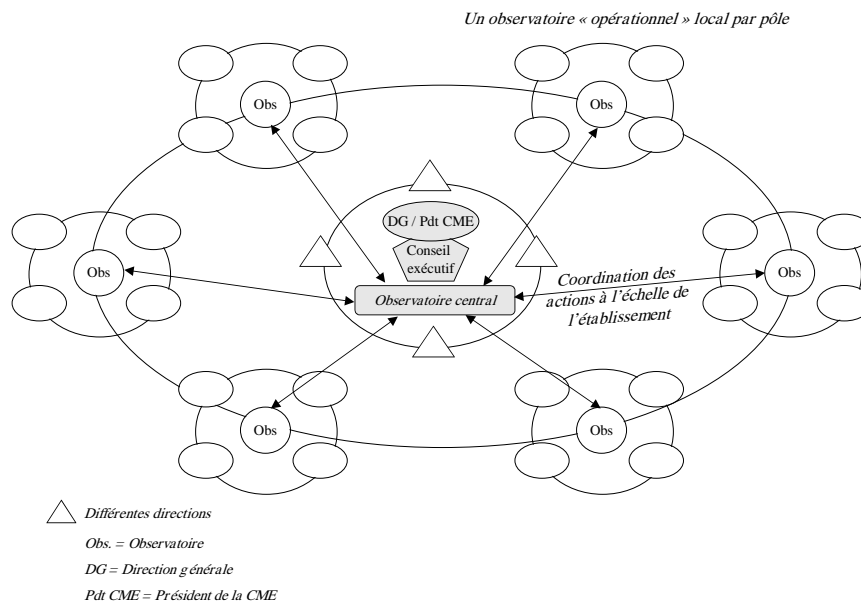 Un observatoire « opérationnel » local par pôle
Obs
Obs
DG / Pdt CME
Conseil
exécutif
Obs
Observatoire central
Coordination des
actions à l'échelle de
l'établissement
Obs
Obs
Obs
Différentes directions
Obs. = Observatoire
DG = Direction générale
Pdt CME = Président de la CME